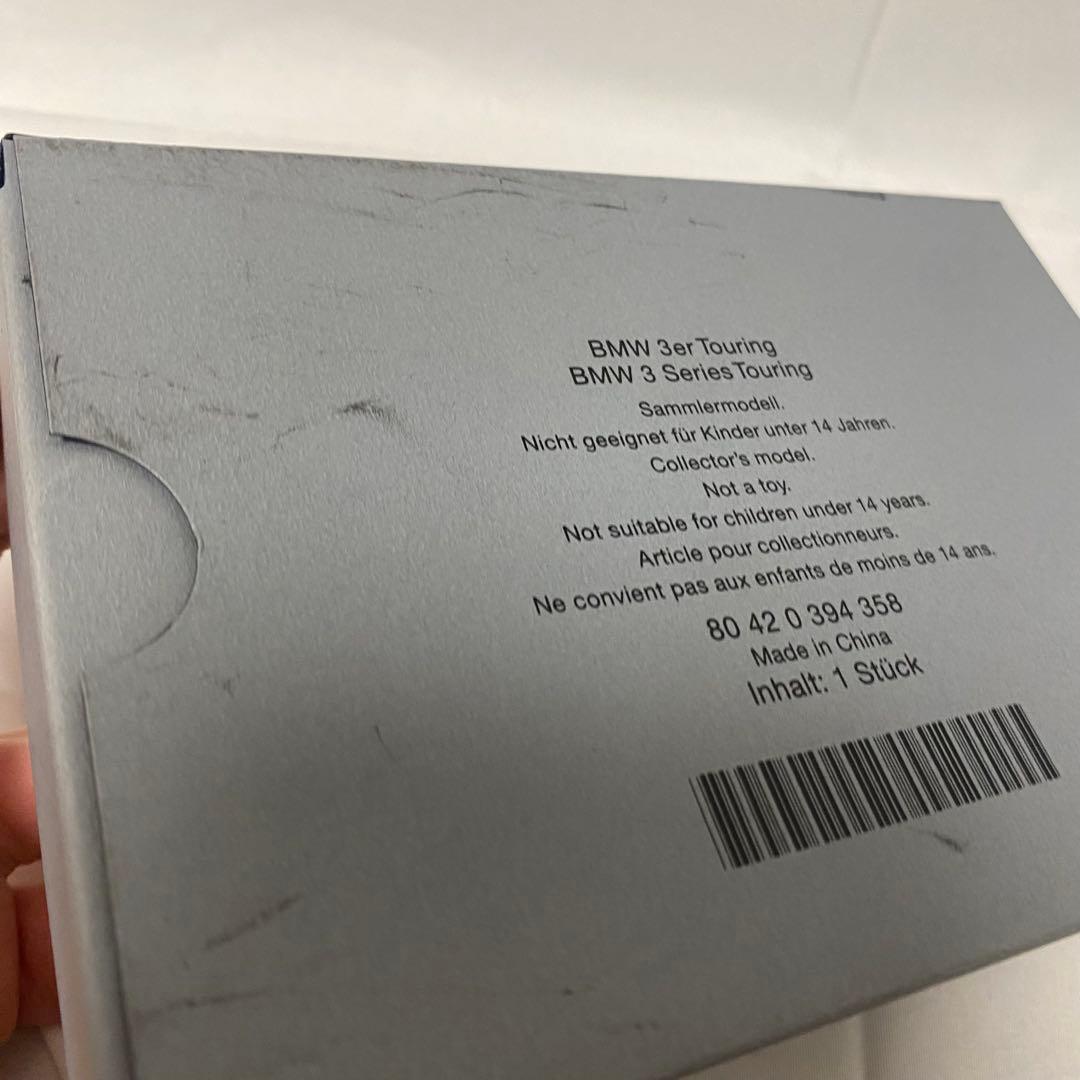 BMW 3er Touring
BMW 3 Series Touring
Sammlermodell.
Nicht geeignet für Kinder unter 14 Jahren.
Collector's model.
Not a toy.
Not suitable for children under 14 years.
Article pour collectionneurs.
Ne convient pas aux enfants de moins de 14 ans.
80 42 0 394 358
Made in China
Inhalt: 1 Stück